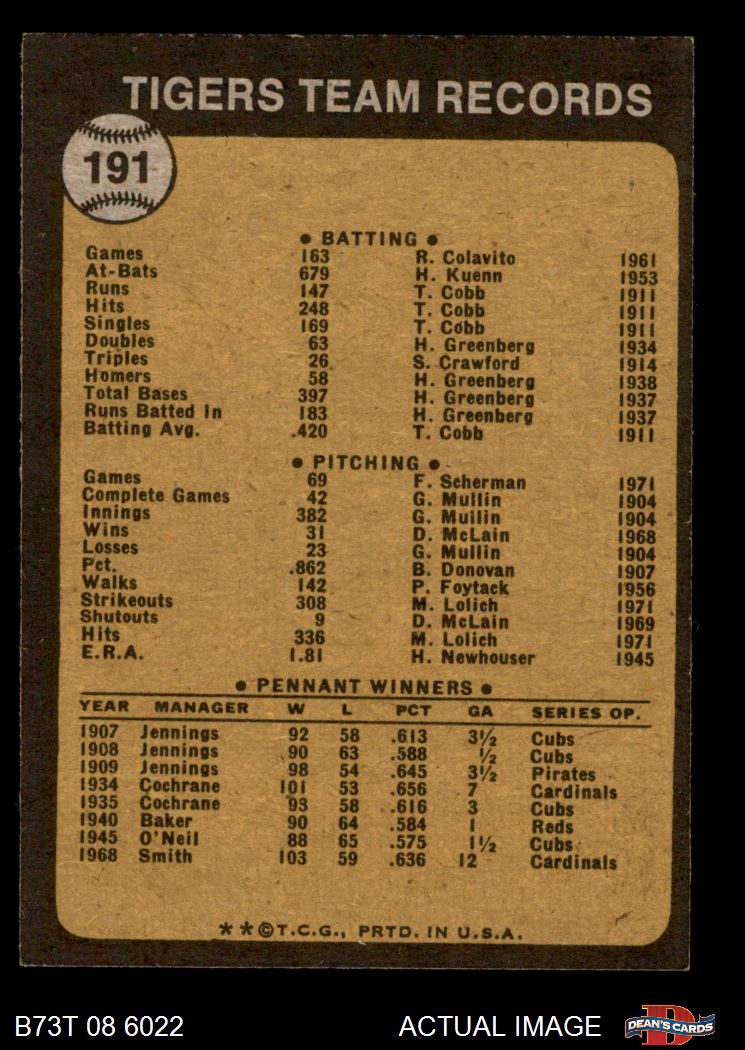 TIGERS TEAM RECORDS
191
• BATTING •
Games 163 R. Colavito 1961
At-Bats 679 H. Kuenn 1953
Runs 147 T. Cobb 1911
Hits 248 T. Cobb 1911
Singles 169 T. Cobb 1911
Doubles 63 H. Greenberg 1934
Triples 26 S. Crawford 1914
Homers 58 H. Greenberg 1938
Total Bases 397 H. Greenberg 1937
Runs Batted In 183 H. Greenberg 1937
Batting Avg. .420 T. Cobb 1911
• PITCHING •
Games 69 F. Scherman 1971
Complete Games 42 G. Mullin 1904
Innings 382 G. Mullin 1904
Wins 31 D. McLain 1968
Losses 23 G. Mullin 1904
Pct. .862 B. Donovan 1907
Walks 142 P. Foytack 1956
Strikeouts 308 M. Lolich 1971
Shutouts 9 D. McLain 1969
Hits 336 M. Lolich 1971
E.R.A. 1.81 H. Newhouser 1945
• PENNANT WINNERS •
YEAR MANAGER W L PCT GA SERIES OP.
1907 Jennings 92 58 .613 3½ Cubs
1908 Jennings 90 63 .588 ½ Cubs
1909 Jennings 98 54 .645 3½ Pirates
1934 Cochrane 101 53 .656 7 Cardinals
1935 Cochrane 93 58 .616 3 Cubs
1940 Baker 90 64 .584 1 Reds
1945 O'Neil 88 65 .575 1½ Cubs
1968 Smith 103 59 .636 12 Cardinals
* * © T.C.G., PRTD. IN U.S.A.
B73T 08 6022 ACTUAL IMAGE DEAN'S CARDS